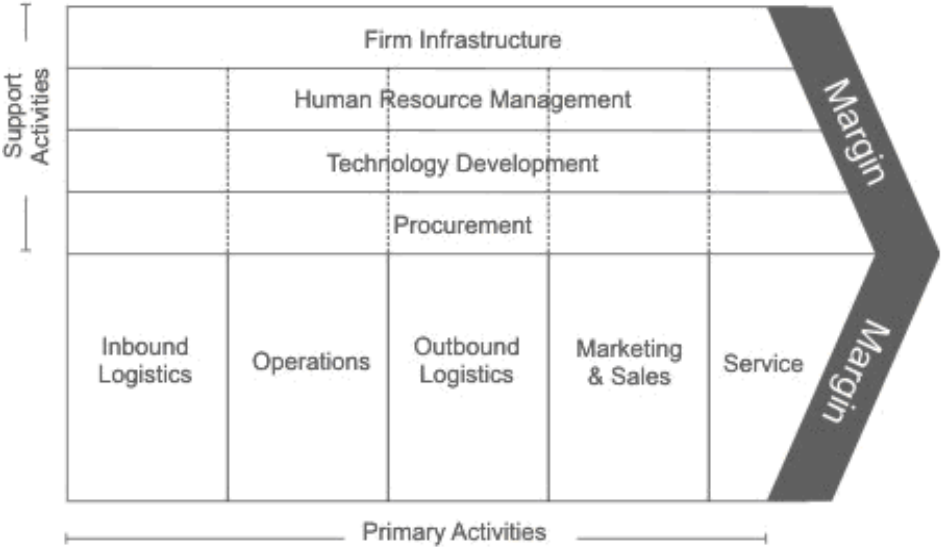 Support
Activities
Firm Infrastructure
Human Resource Management
Technology Development
Procurement
Margin
Inbound
Logistics
Operations
Outbound
Logistics
Marketing
& Sales
Service
Margin
Primary Activities